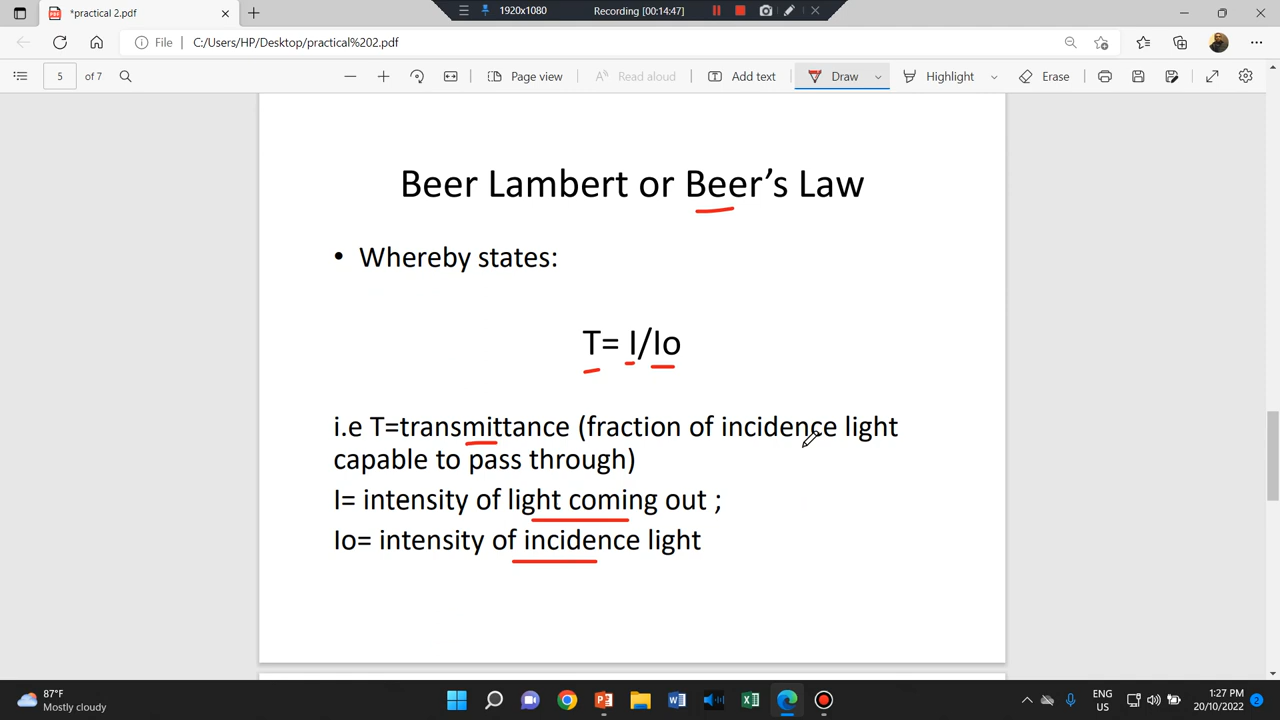 *practical 2.pdf
1920x1080
Recording [00:14:47]
File
C:/Users/HP/Desktop/practical%202.pdf
5
of 7
Page view
Read aloud
Add text
Draw
Highlight
Erase
Beer Lambert or Beer’s Law
• Whereby states:
T= I/Io
i.e T=transmittance (fraction of incidence light
capable to pass through)
I= intensity of light coming out ;
Io= intensity of incidence light
87°F
Mostly cloudy
ENG
US
1:27 PM
20/10/2022
2